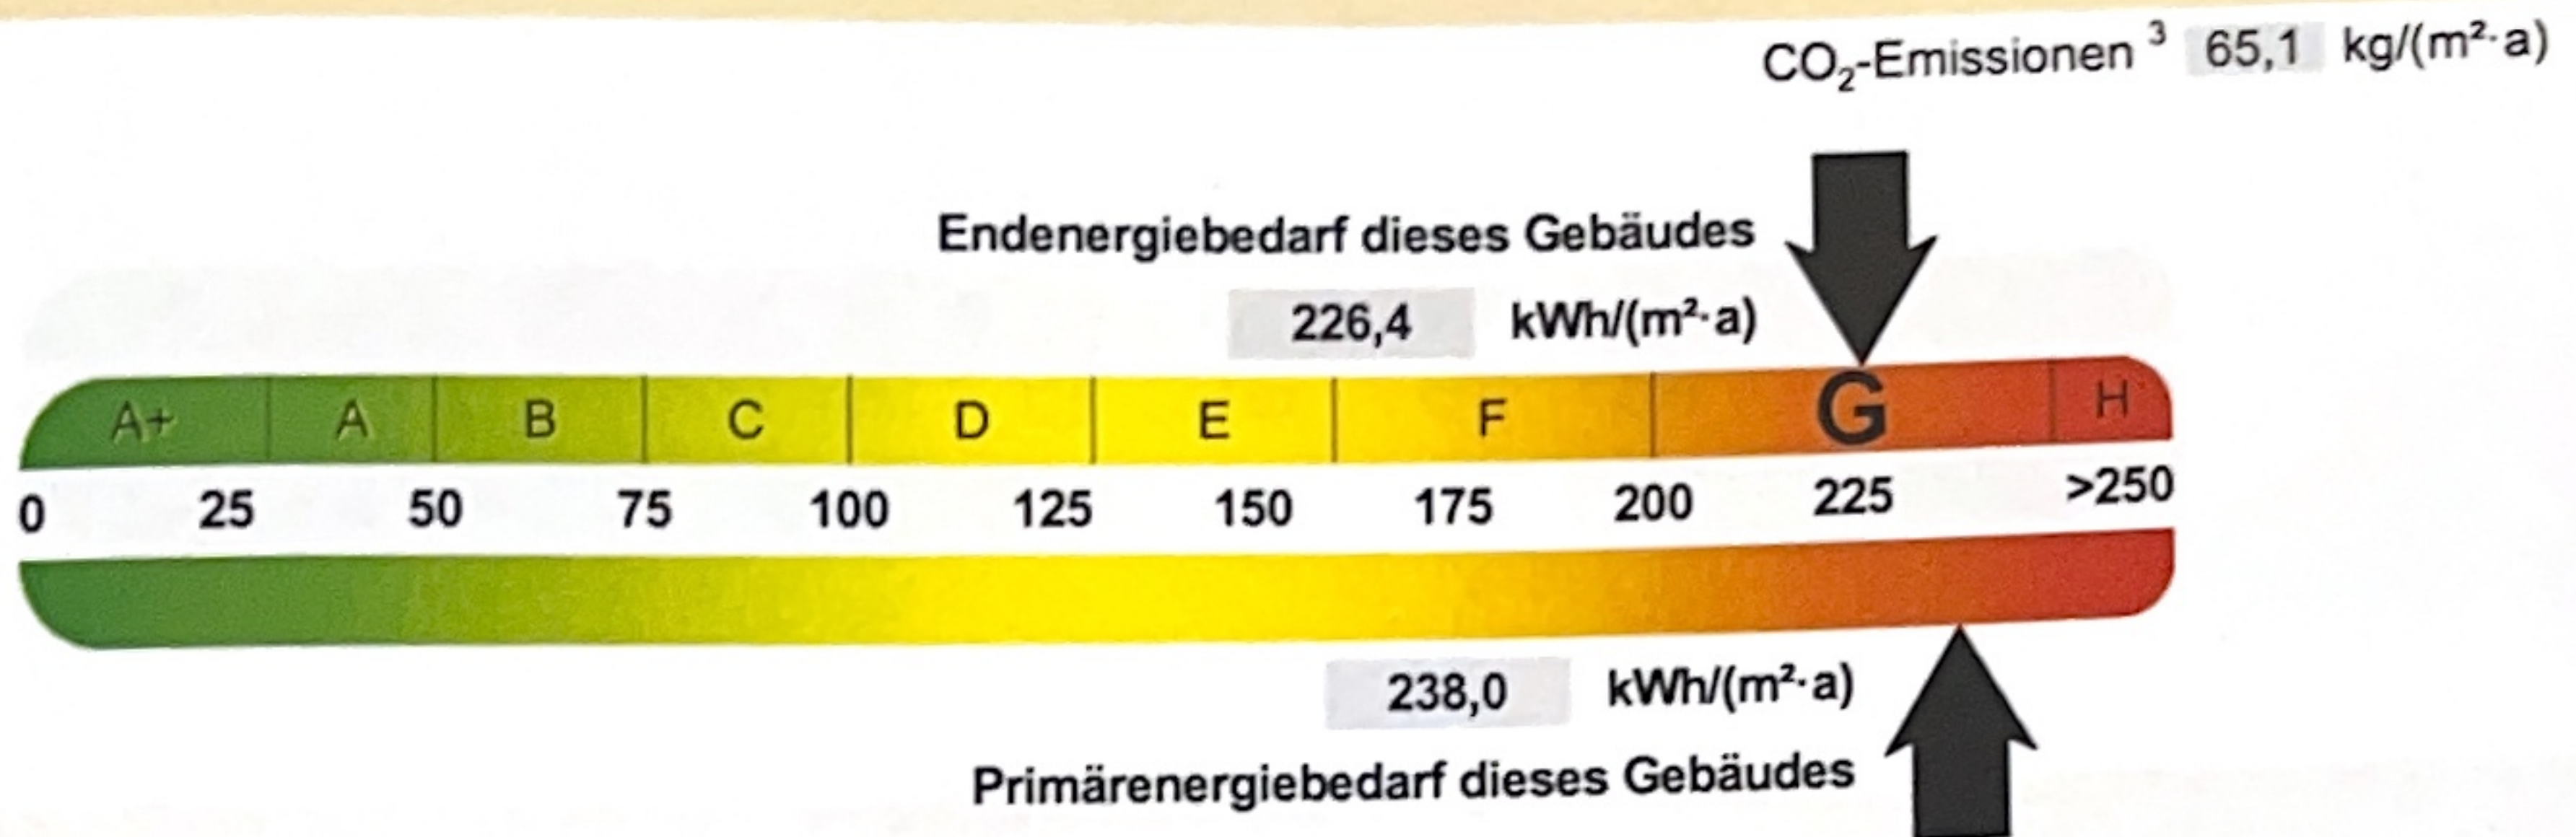 CO₂-Emissionen ³ 65,1 kg/(m²·a)
Endenergiebedarf dieses Gebäudes
226,4 kWh/(m²·a)
A+ A B C D E F G H
0 25 50 75 100 125 150 175 200 225 >250
238,0 kWh/(m²·a)
Primärenergiebedarf dieses Gebäudes